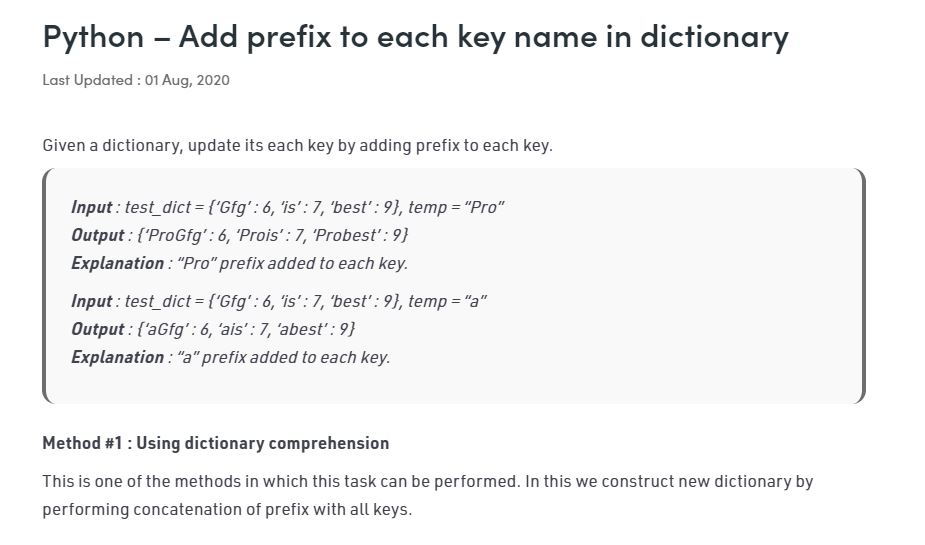 Python – Add prefix to each key name in dictionary
Last Updated : 01 Aug, 2020
Given a dictionary, update its each key by adding prefix to each key.
Input : test_dict = {‘Gfg’ : 6, ‘is’ : 7, ‘best’ : 9}, temp = “Pro”
Output : {‘ProGfg’ : 6, ‘Prois’ : 7, ‘Probest’ : 9}
Explanation : “Pro” prefix added to each key.
Input : test_dict = {‘Gfg’ : 6, ‘is’ : 7, ‘best’ : 9}, temp = “a”
Output : {‘aGfg’ : 6, ‘ais’ : 7, ‘abest’ : 9}
Explanation : “a” prefix added to each key.
Method #1 : Using dictionary comprehension
This is one of the methods in which this task can be performed. In this we construct new dictionary by
performing concatenation of prefix with all keys.